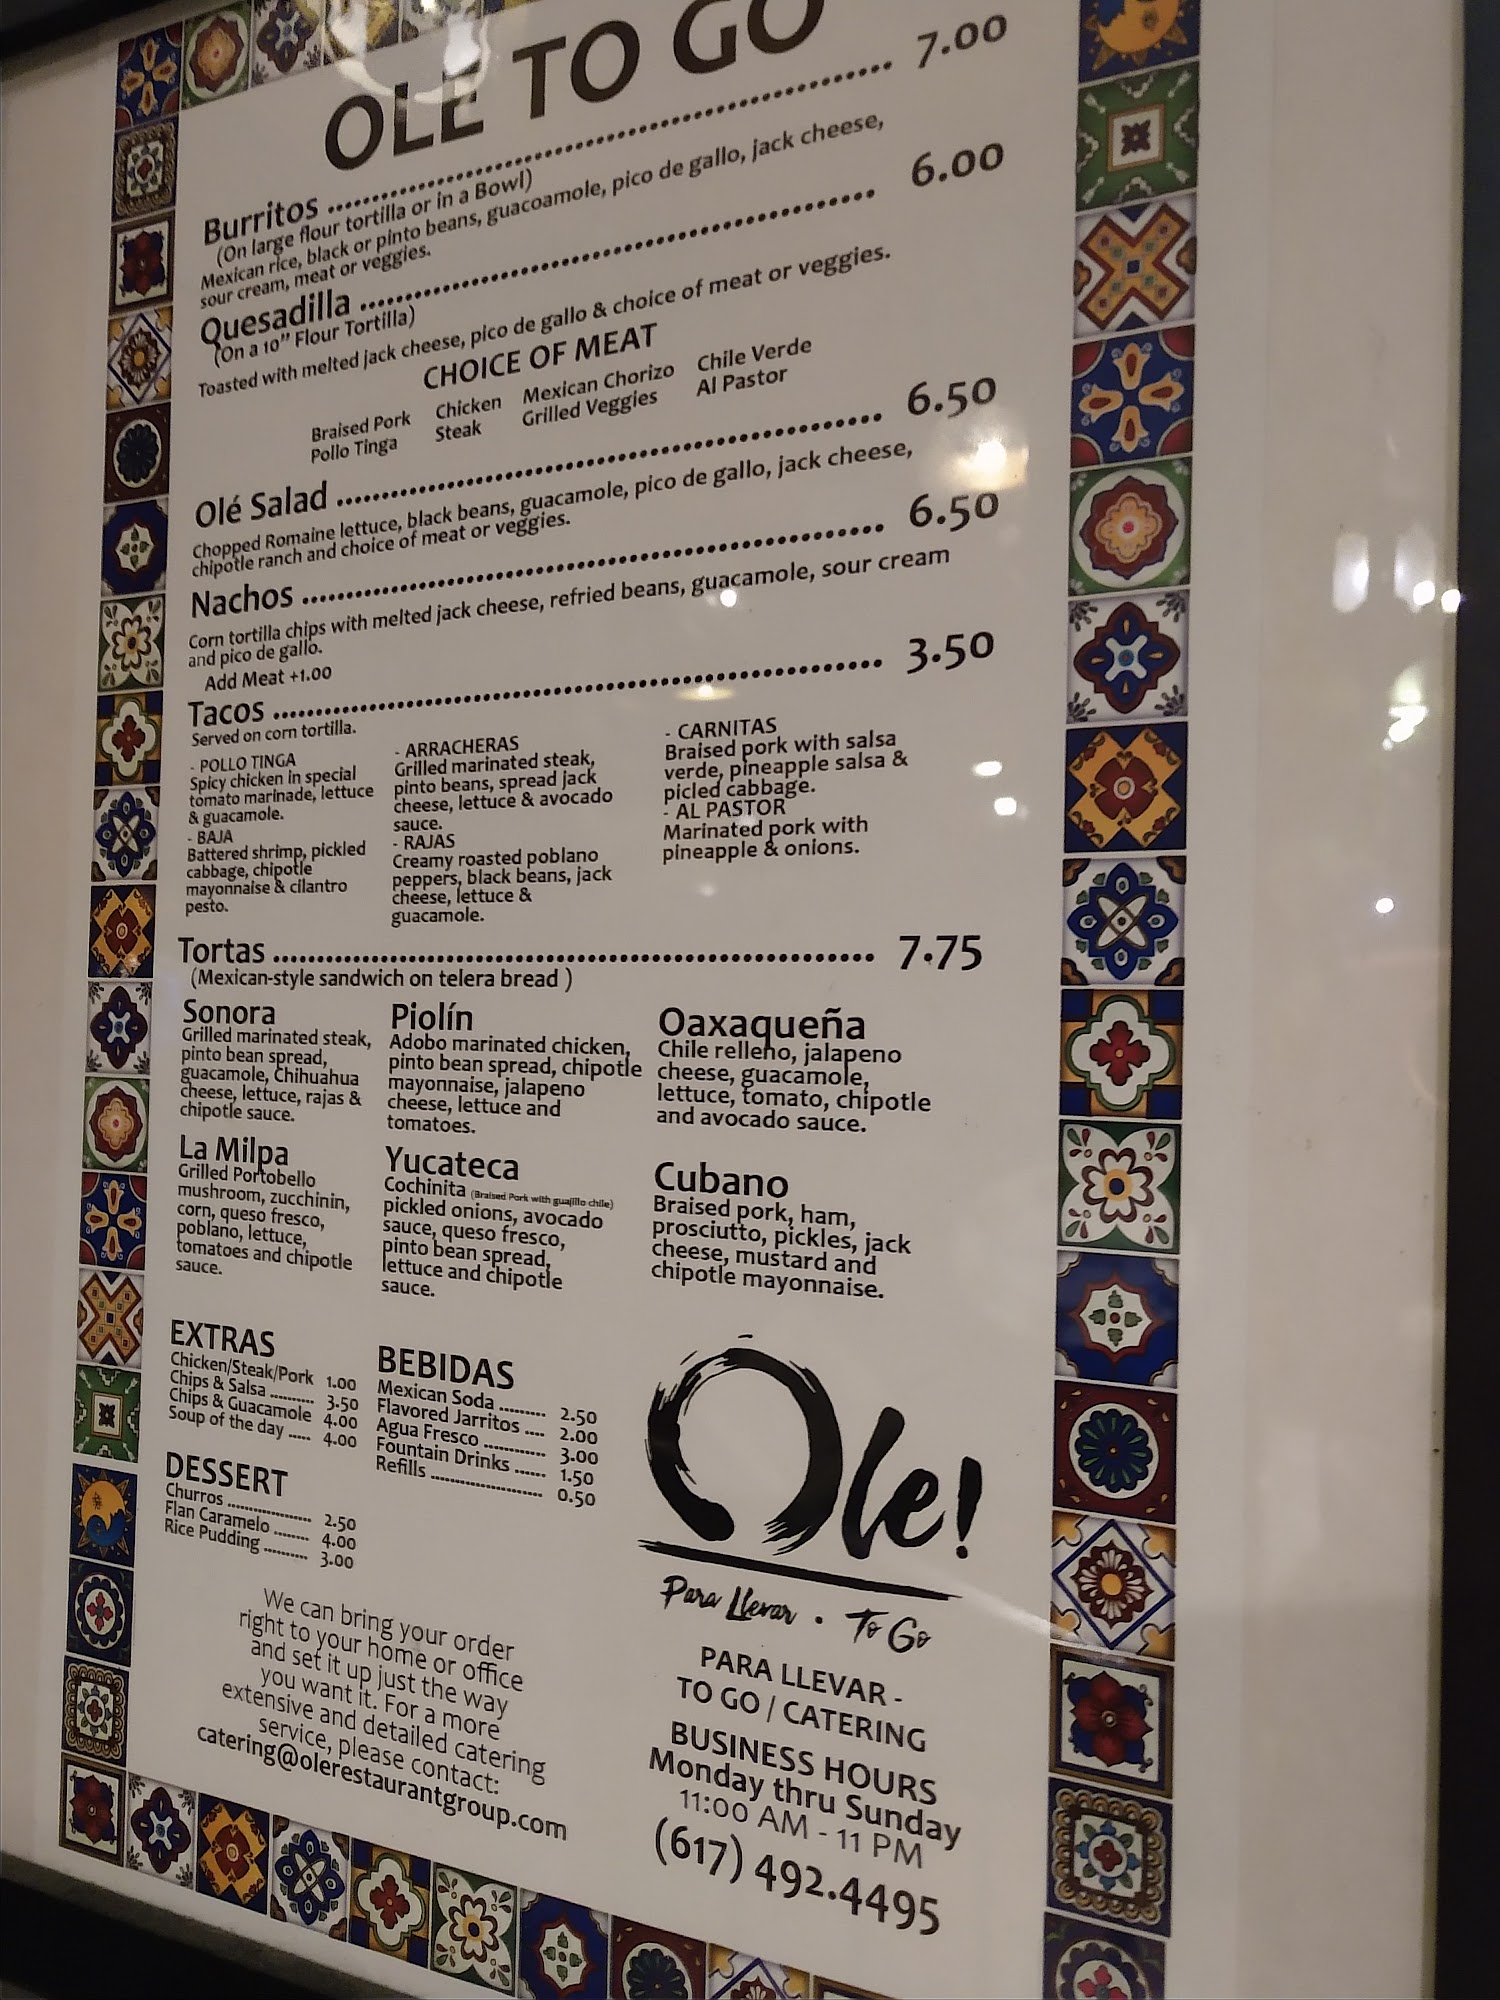 OLE TO GO
Burritos ........ 7.00
(On large flour tortilla or in a Bowl)
Mexican rice, black or pinto beans, guacoamole, pico de gallo, jack cheese,
sour cream, meat or veggies.
Quesadilla ........ 6.00
(On a 10" Flour Tortilla)
Toasted with melted jack cheese, pico de gallo & choice of meat or veggies.
CHOICE OF MEAT
Braised Pork Chicken Mexican Chorizo Chile Verde
Pollo Tinga Steak Grilled Veggies Al Pastor
Olé Salad ........ 6.50
Chopped Romaine lettuce, black beans, guacamole, pico de gallo, jack cheese,
chipotle ranch and choice of meat or veggies.
Nachos ........ 6.50
Corn tortilla chips with melted jack cheese, refried beans, guacamole, sour cream
and pico de gallo.
Add Meat +1.00
Tacos ........ 3.50
Served on corn tortilla.
- POLLO TINGA
Spicy chicken in special
tomato marinade, lettuce
& guacamole.
- BAJA
Battered shrimp, pickled
cabbage, chipotle
mayonnaise & cilantro
pesto.
- ARRACHERAS
Grilled marinated steak,
pinto beans, spread jack
cheese, lettuce & avocado
sauce.
- RAJAS
Creamy roasted poblano
peppers, black beans, jack
cheese, lettuce &
guacamole.
- CARNITAS
Braised pork with salsa
verde, pineapple salsa &
picled cabbage.
- AL PASTOR
Marinated pork with
pineapple & onions.
Tortas ........ 7.75
(Mexican-style sandwich on telera bread )
Sonora
Grilled marinated steak,
pinto bean spread,
guacamole, Chihuahua
cheese, lettuce, rajas &
chipotle sauce.
Piolín
Adobo marinated chicken,
pinto bean spread, chipotle
mayonnaise, jalapeno
cheese, lettuce and
tomatoes.
Oaxaqueña
Chile relleno, jalapeno
cheese, guacamole,
lettuce, tomato, chipotle
and avocado sauce.
La Milpa
Grilled Portobello
mushroom, zucchinin,
corn, queso fresco,
poblano, lettuce,
tomatoes and chipotle
sauce.
Yucateca
Cochinita (Braised Pork with guajillo chile)
pickled onions, avocado
sauce, queso fresco,
pinto bean spread,
lettuce and chipotle
sauce.
Cubano
Braised pork, ham,
prosciutto, pickles, jack
cheese, mustard and
chipotle mayonnaise.
EXTRAS
Chicken/Steak/Pork 1.00
Chips & Salsa ........ 3.50
Chips & Guacamole 4.00
Soup of the day ..... 4.00
DESSERT
Churros ........ 2.50
Flan Caramelo ........ 4.00
Rice Pudding ........ 3.00
BEBIDAS
Mexican Soda ........ 2.50
Flavored Jarritos .... 2.00
Agua Fresco ........ 3.00
Fountain Drinks ...... 1.50
Refills ........ 0.50
Ole!
Para Llevar • To Go
We can bring your order
right to your home or office
and set it up just the way
you want it. For a more
extensive and detailed catering
service, please contact:
catering@olerestaurantgroup.com
PARA LLEVAR -
TO GO / CATERING
BUSINESS HOURS
Monday thru Sunday
11:00 AM - 11 PM
(617) 492.4495